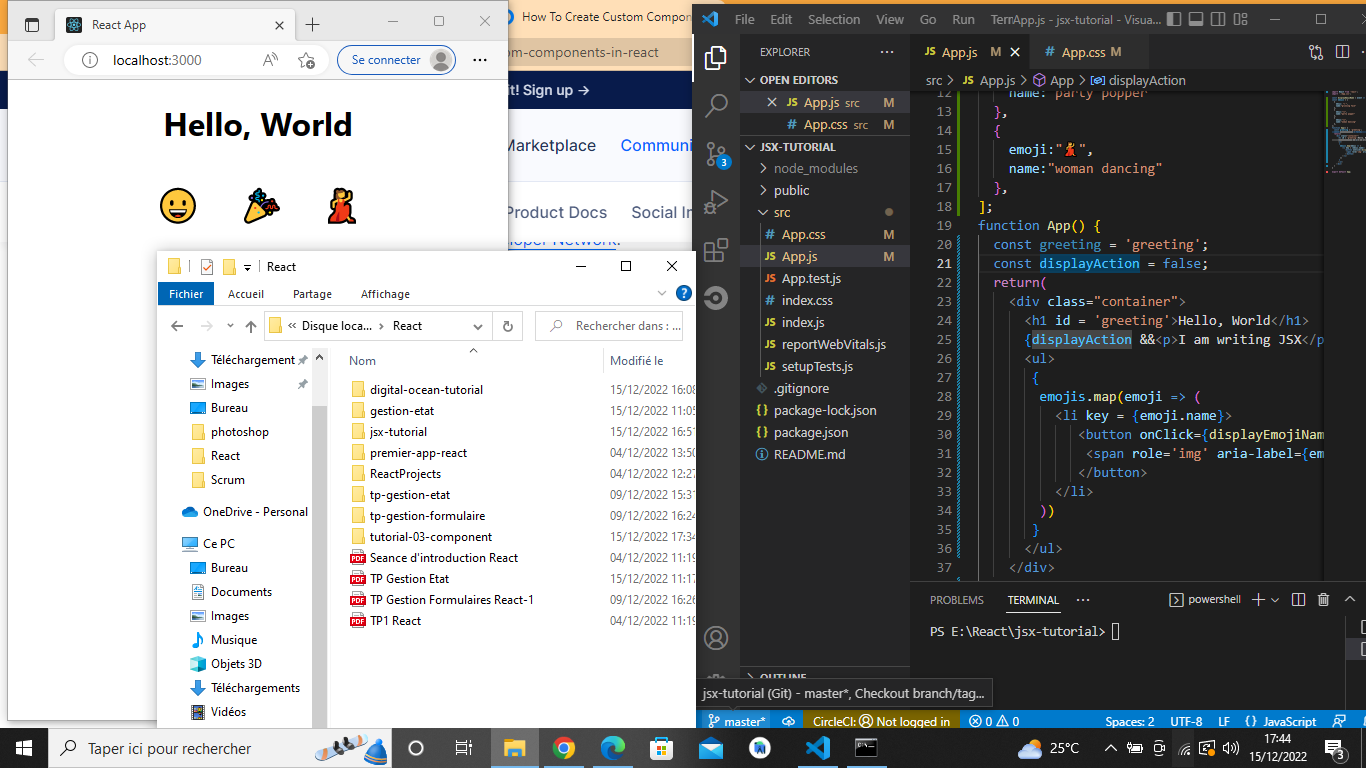 React App
How To Create Custom Compon
localhost:3000
Se connecter
om-components-in-react
it! Sign up →
Marketplace
Communi
Product Docs
Social In
eloper Network.
Hello, World
React
Fichier
Accueil
Partage
Affichage
Disque loca... > React
Rechercher dans : ...
Nom
Modifié le
Téléchargement
Images
Bureau
photoshop
React
Scrum
OneDrive - Personal
Ce PC
Bureau
Documents
Images
Musique
Objets 3D
Téléchargements
Vidéos
digital-ocean-tutorial 15/12/2022 16:08
gestion-etat 15/12/2022 11:05
jsx-tutorial 15/12/2022 16:51
premier-app-react 04/12/2022 13:50
ReactProjects 04/12/2022 12:27
tp-gestion-etat 09/12/2022 15:31
tp-gestion-formulaire 09/12/2022 16:24
tutorial-03-component 15/12/2022 17:34
PDF Seance d'introduction React 04/12/2022 11:19
PDF TP Gestion Etat 15/12/2022 11:17
PDF TP Gestion Formulaires React-1 09/12/2022 16:26
PDF TP1 React 04/12/2022 11:19
File Edit Selection View Go Run TerrApp.js - jsx-tutorial - Visua...
EXPLORER
OPEN EDITORS
JS App.js src M
# App.css src M
JSX-TUTORIAL
node_modules
public
src
# App.css M
JS App.js M
JS App.test.js
# index.css
JS index.js
JS reportWebVitals.js
JS setupTests.js
.gitignore
{} package-lock.json
{} package.json
README.md
OUTLINE
3
JS App.js M
# App.css M
src > JS App.js > App > displayAction
12 name: party popper
13 },
14 {
15 emoji:"💃",
16 name:"woman dancing"
17 },
18 ];
19 function App() {
20 const greeting = 'greeting';
21 const displayAction = false;
22 return(
23 <div class="container">
24 <h1 id = 'greeting'>Hello, World</h1>
25 {displayAction &&<p>I am writing JSX</p
26 <ul>
27 {
28 emojis.map(emoji => (
29 <li key = {emoji.name}>
30 <button onClick={displayEmojiNam
31 <span role='img' aria-label={em
32 </button>
33 </li>
34 ))
35 }
36 </ul>
37 </div>
PROBLEMS
TERMINAL
powershell
PS E:\React\jsx-tutorial>
jsx-tutorial (Git) - master*, Checkout branch/tag...
master*
CircleCI: Not logged in
0 0
Spaces: 2
UTF-8
LF
{} JavaScript
Taper ici pour rechercher
25°C
17:44
15/12/2022
3